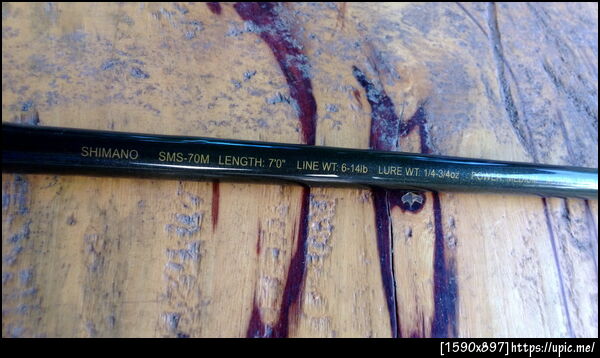 SHIMANO SMS-70M LENGTH: 7'0" LINE WT: 6-14lb LURE WT: 1/4-3/4oz POWER:
[1590x897]https://upic.me/